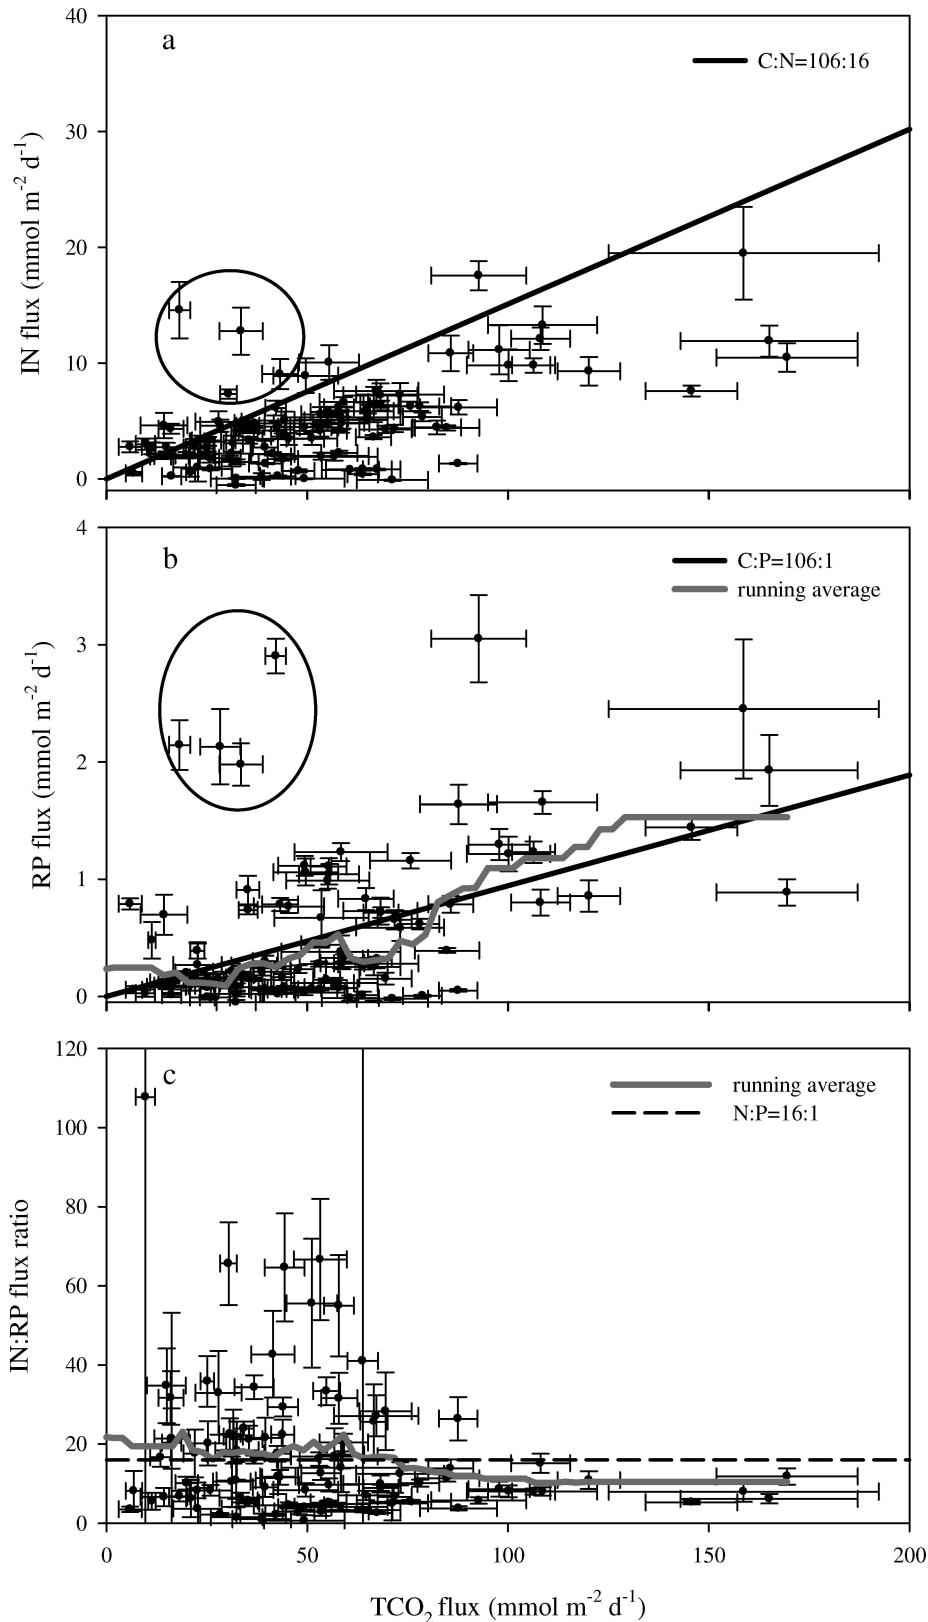 40
a
C:N=106:16
30
IN flux (mmol m-2 d-1)
20
10
0
4
b
C:P=106:1
running average
3
RP flux (mmol m-2 d-1)
2
1
0
120
c
running average
N:P=16:1
100
80
IN:RP flux ratio
60
40
20
0
0 50 100 150 200
TCO2 flux (mmol m-2 d-1)